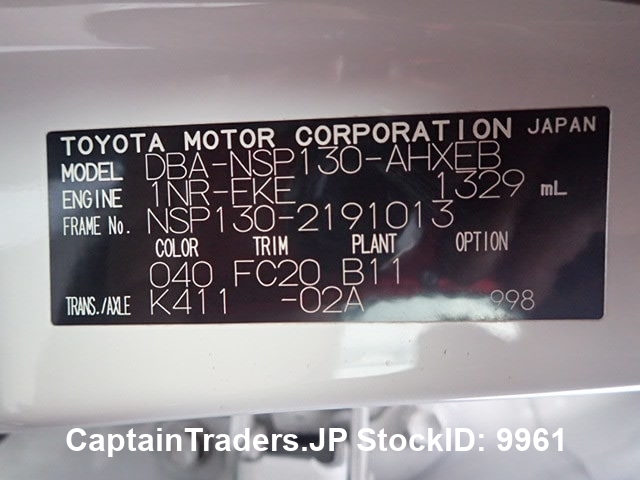 TOYOTA MOTOR CORPORATION JAPAN
MODEL DBA-NSP130-AHXEB
ENGINE 1NR-FKE 1329 mL
FRAME No. NSP130-2191013
COLOR TRIM PLANT OPTION
040 FC20 B11
TRANS./AXLE K411 -02A 998
CaptainTraders.JP StockID: 9961